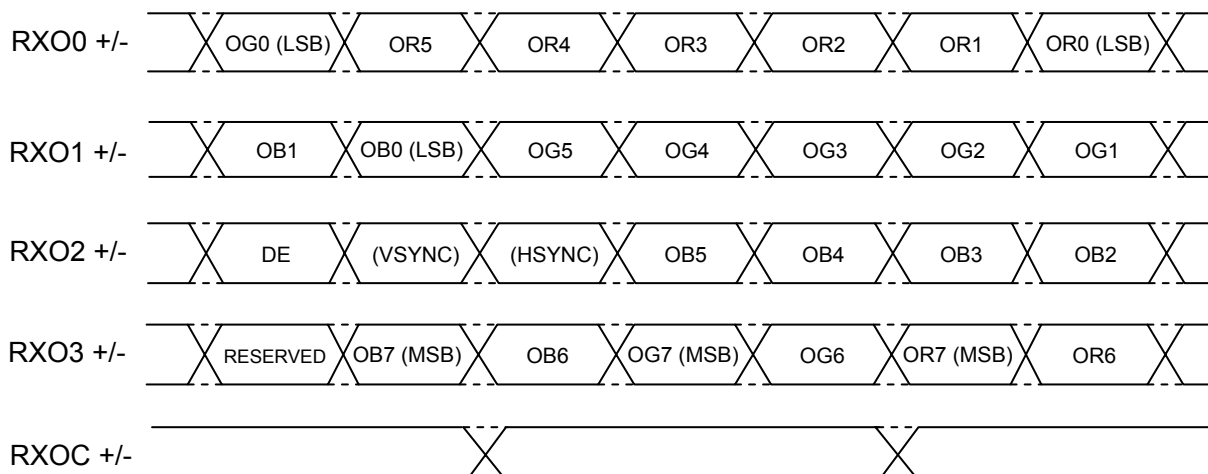 RXO0 +/- OG0 (LSB) OR5 OR4 OR3 OR2 OR1 OR0 (LSB)
RXO1 +/- OB1 OB0 (LSB) OG5 OG4 OG3 OG2 OG1
RXO2 +/- DE (VSYNC) (HSYNC) OB5 OB4 OB3 OB2
RXO3 +/- RESERVED OB7 (MSB) OB6 OG7 (MSB) OG6 OR7 (MSB) OR6
RXOC +/-